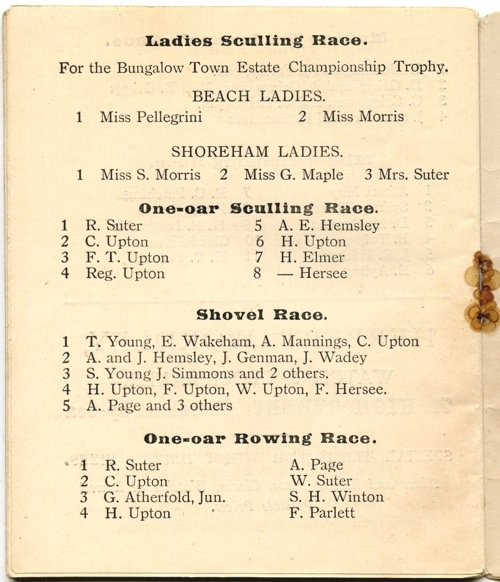 Ladies Sculling Race.
For the Bungalow Town Estate Championship Trophy.
BEACH LADIES.
1 Miss Pellegrini 2 Miss Morris
SHOREHAM LADIES.
1 Miss S. Morris 2 Miss G. Maple 3 Mrs. Suter
One-oar Sculling Race.
1 R. Suter 5 A. E. Hemsley
2 C. Upton 6 H. Upton
3 F. T. Upton 7 H. Elmer
4 Reg. Upton 8 — Hersee
Shovel Race.
1 T. Young, E. Wakeham, A. Mannings, C. Upton
2 A. and J. Hemsley, J. Genman, J. Wadey
3 S. Young J. Simmons and 2 others.
4 H. Upton, F. Upton, W. Upton, F. Hersee.
5 A. Page and 3 others
One-oar Rowing Race.
1 R. Suter A. Page
2 C. Upton W. Suter
3 G. Atherfold, Jun. S. H. Winton
4 H. Upton F. Parlett